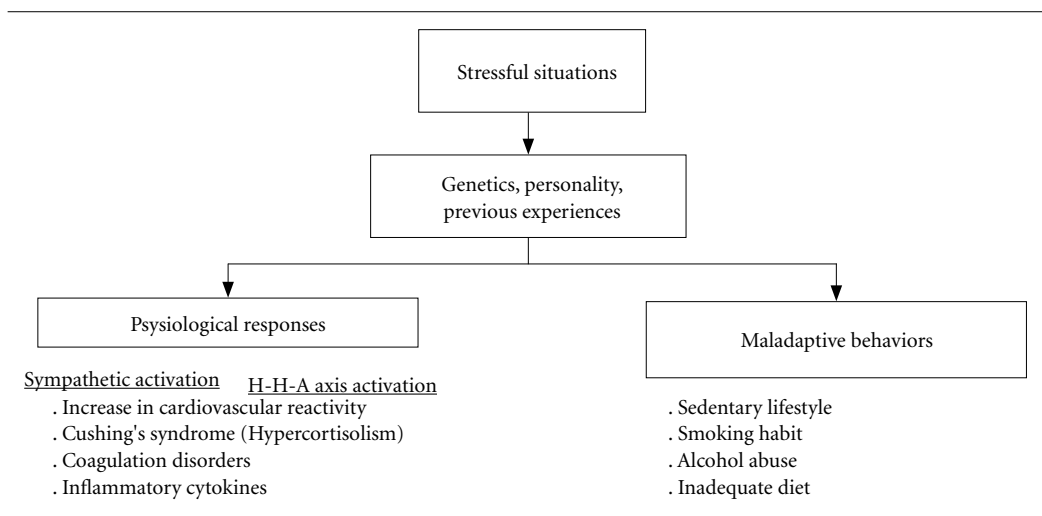 Stressful situations
Genetics, personality,
previous experiences
Psysiological responses
Maladaptive behaviors
Sympathetic activation H-H-A axis activation
. Increase in cardiovascular reactivity
. Cushing's syndrome (Hypercortisolism)
. Coagulation disorders
. Inflammatory cytokines
. Sedentary lifestyle
. Smoking habit
. Alcohol abuse
. Inadequate diet